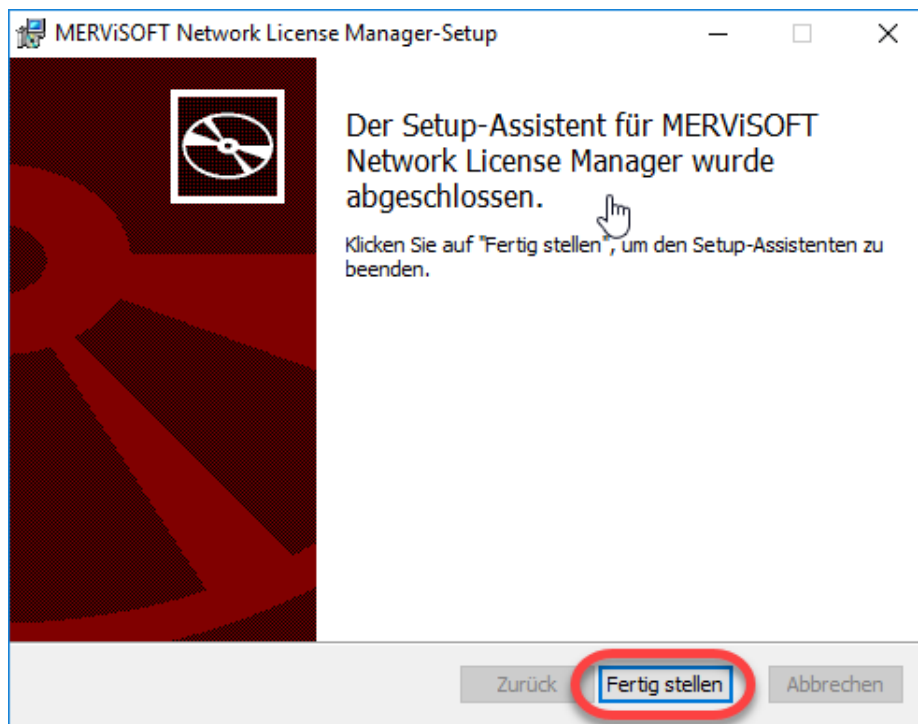 MERViSOFT Network License Manager-Setup
Der Setup-Assistent für MERViSOFT
Network License Manager wurde
abgeschlossen.
Klicken Sie auf "Fertig stellen", um den Setup-Assistenten zu
beenden.
Zurück Fertig stellen Abbrechen